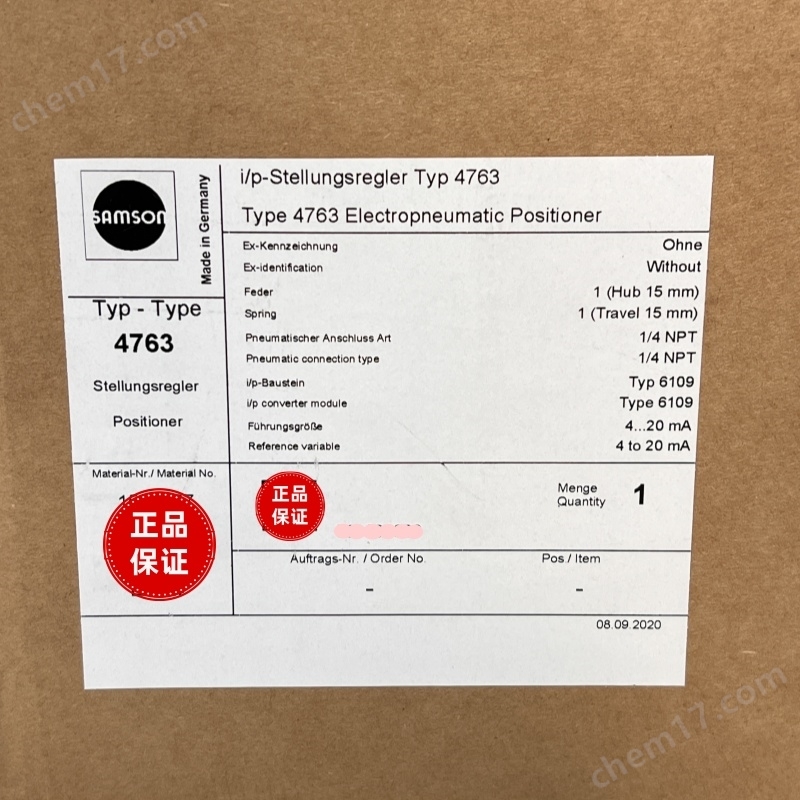 chem17.com
SAMSON
Made in Germany
i/p-Stellungsregler Typ 4763
Type 4763 Electropneumatic Positioner
Typ - Type
4763
Stellungsregler
Positioner
Ex-Kennzeichnung Ohne
Ex-identification Without
Feder 1 (Hub 15 mm)
Spring 1 (Travel 15 mm)
Pneumatischer Anschluss Art 1/4 NPT
Pneumatic connection type 1/4 NPT
i/p-Baustein Typ 6109
i/p converter module Type 6109
Führungsgröße 4...20 mA
Reference variable 4 to 20 mA
Material-Nr./ Material No.
正品
保证
正品
保证
Menge
Quantity 1
Auftrags-Nr. / Order No. Pos / Item
- -
08.09.2020
chem17.com